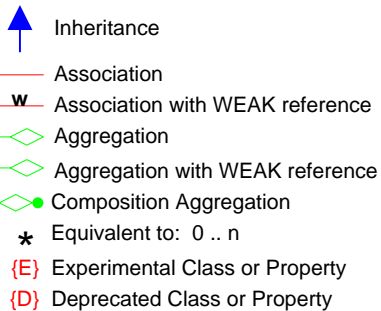 Inheritance
Association
w Association with WEAK reference
Aggregation
Aggregation with WEAK reference
Composition Aggregation
* Equivalent to: 0 .. n
{E} Experimental Class or Property
{D} Deprecated Class or Property